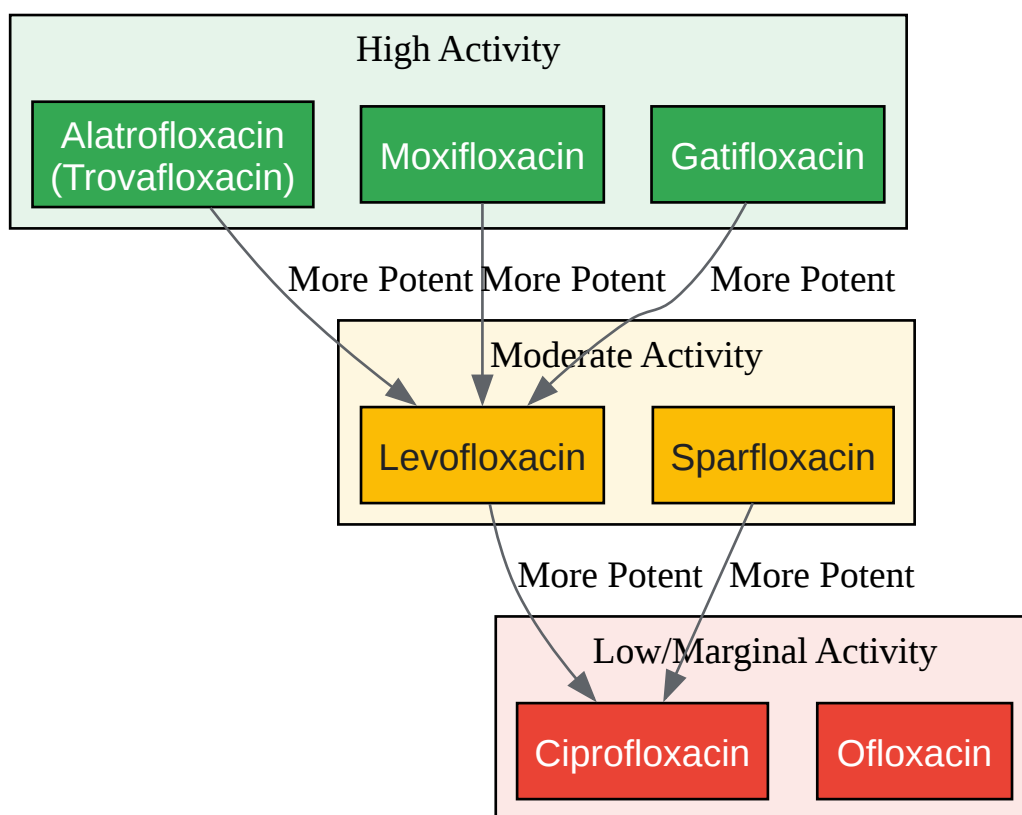 High Activity
Alatrofloxacin
(Trovafloxacin)
Moxifloxacin
Gatifloxacin
More Potent
More Potent
More Potent
Moderate Activity
Levofloxacin
Sparfloxacin
More Potent
More Potent
Low/Marginal Activity
Ciprofloxacin
Ofloxacin